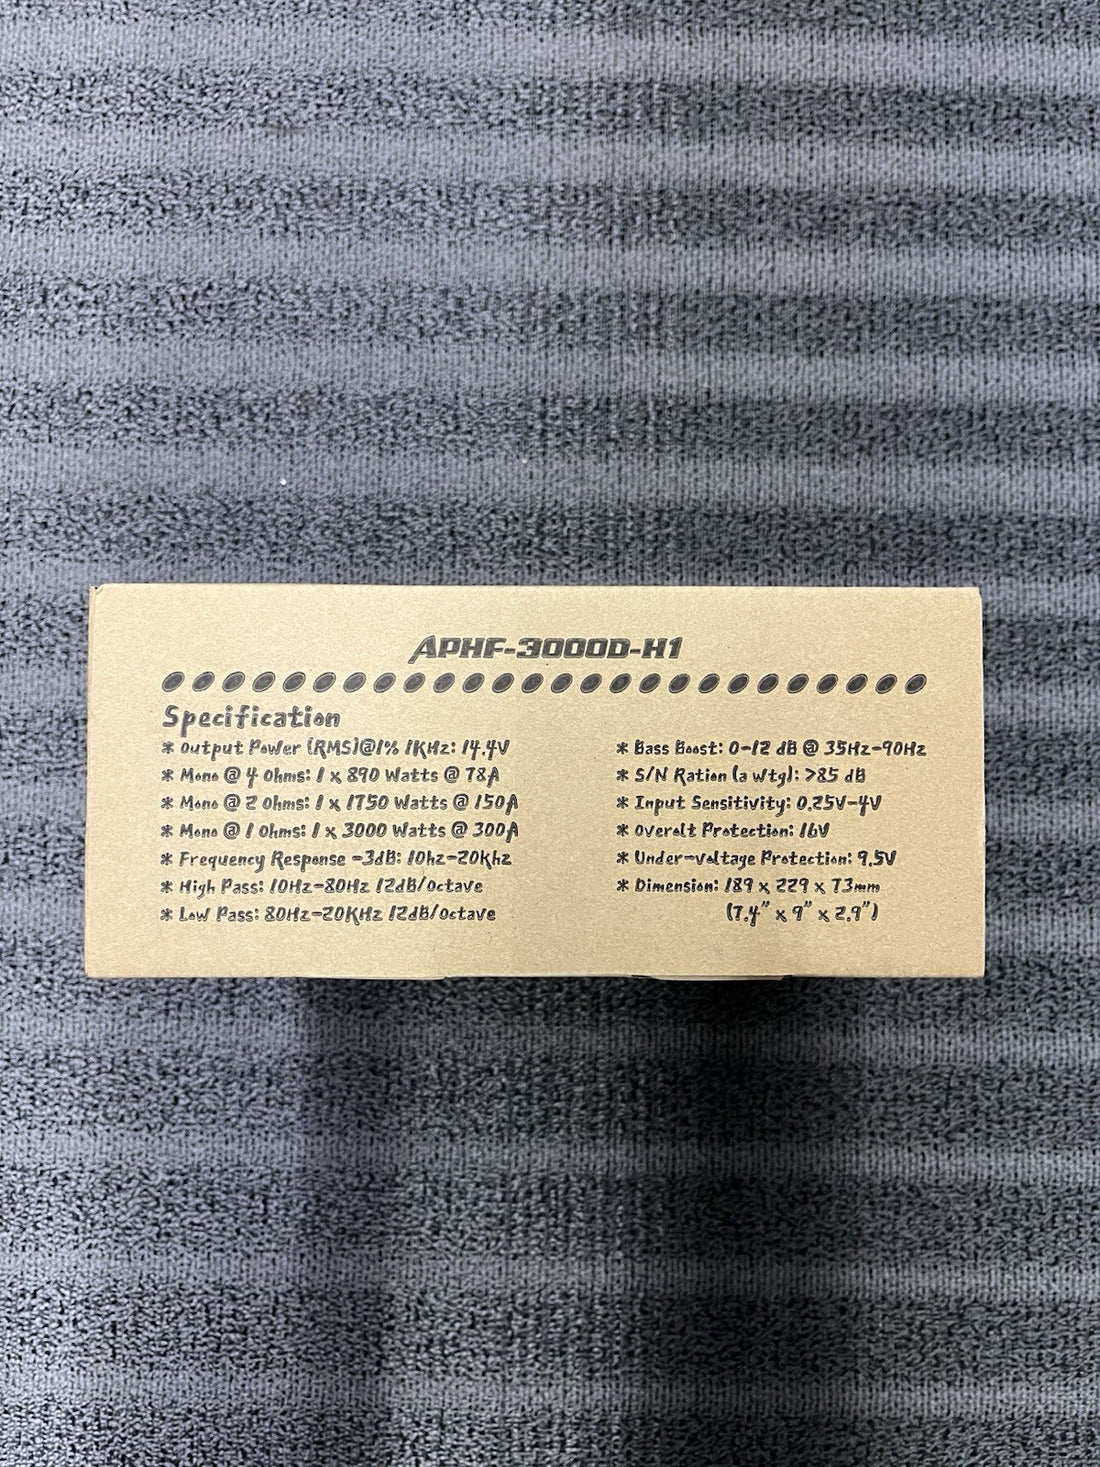 APHF-3000D-H1
Specification
* Output Power (RMS)@1% 1KHz: 14.4V
* Mono @ 4 Ohms: 1 x 890 Watts @ 78A
* Mono @ 2 Ohms: 1 x 1750 Watts @ 150A
* Mono @ 1 Ohms: 1 x 3000 Watts @ 300A
* Frequency Response -3dB: 10hz-20Khz
* High Pass: 10Hz-80Hz 12dB/Octave
* Low Pass: 80Hz-20KHz 12dB/Octave
* Bass Boost: 0-12 dB @ 35Hz-90Hz
* S/N Ration (a wtg): >85 dB
* Input Sensitivity: 0.25V-4V
* Overolt Protection: 16V
* Under-voltage Protection: 9.5V
* Dimension: 189 x 229 x 73mm
(7.4" x 9" x 2.9")